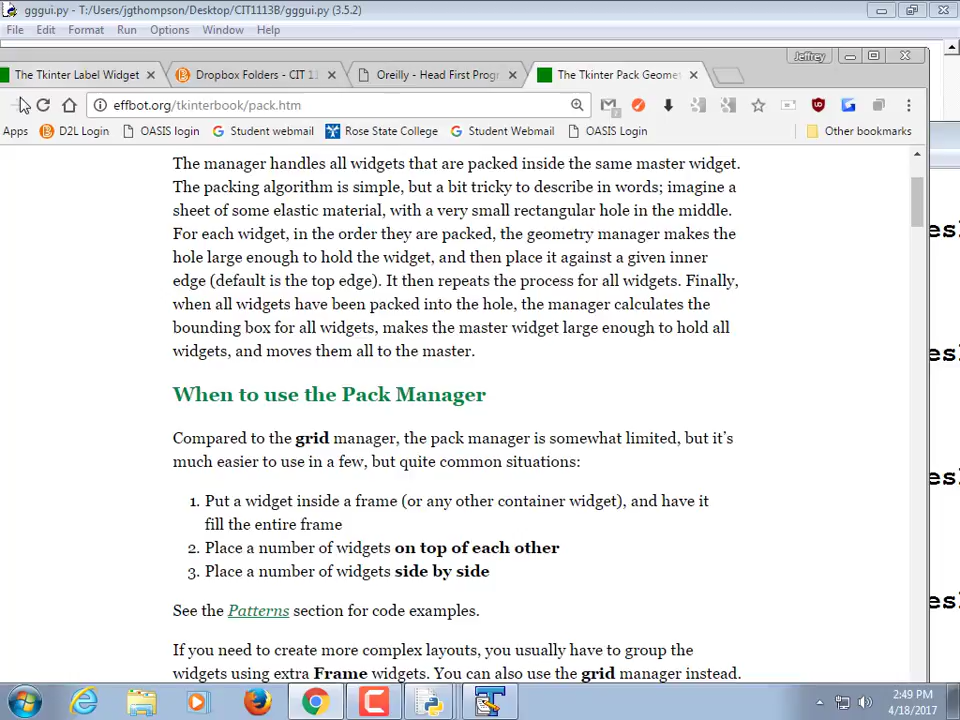 gggui.py - T:/Users/jgthompson/Desktop/CIT1113B/gggui.py (3.5.2)
File Edit Format Run Options Window Help
Jeffrey
The Tkinter Label Widget
Dropbox Folders - CIT 11
Oreilly - Head First Prog
The Tkinter Pack Geomet
effbot.org/tkinterbook/pack.htm
Apps D2L Login OASIS login Student webmail Rose State College Student Webmail OASIS Login Other bookmarks
The manager handles all widgets that are packed inside the same master widget.
The packing algorithm is simple, but a bit tricky to describe in words; imagine a
sheet of some elastic material, with a very small rectangular hole in the middle.
For each widget, in the order they are packed, the geometry manager makes the
hole large enough to hold the widget, and then place it against a given inner
edge (default is the top edge). It then repeats the process for all widgets. Finally,
when all widgets have been packed into the hole, the manager calculates the
bounding box for all widgets, makes the master widget large enough to hold all
widgets, and moves them all to the master.
When to use the Pack Manager
Compared to the grid manager, the pack manager is somewhat limited, but it's
much easier to use in a few, but quite common situations:
1. Put a widget inside a frame (or any other container widget), and have it
fill the entire frame
2. Place a number of widgets on top of each other
3. Place a number of widgets side by side
See the Patterns section for code examples.
If you need to create more complex layouts, you usually have to group the
widgets using extra Frame widgets. You can also use the grid manager instead.
2:49 PM
4/18/2017